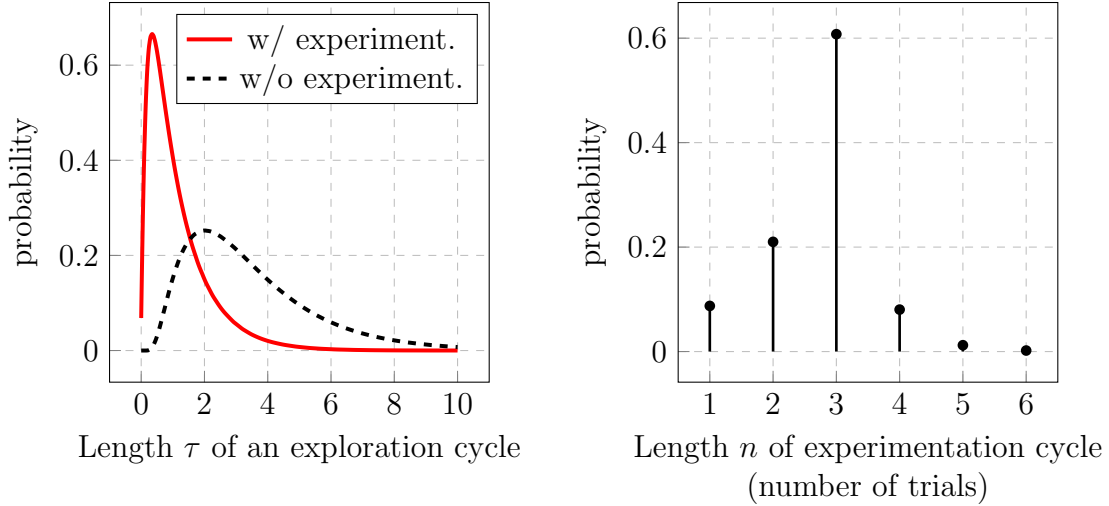 w/ experiment.
w/o experiment.
probability
0.6
0.4
0.2
0
0 2 4 6 8 10
Length τ of an exploration cycle
probability
0.6
0.4
0.2
0
1 2 3 4 5 6
Length n of experimentation cycle
(number of trials)